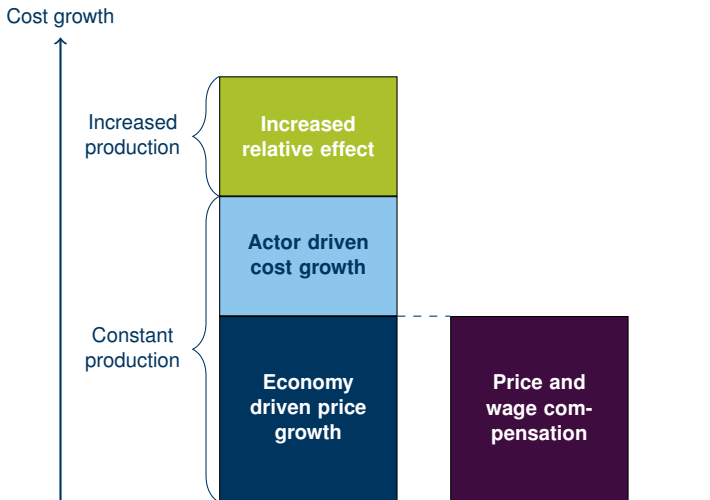 Cost growth
Increased
production
Increased
relative effect
Actor driven
cost growth
Constant
production
Economy
driven price
growth
Price and
wage com-
pensation